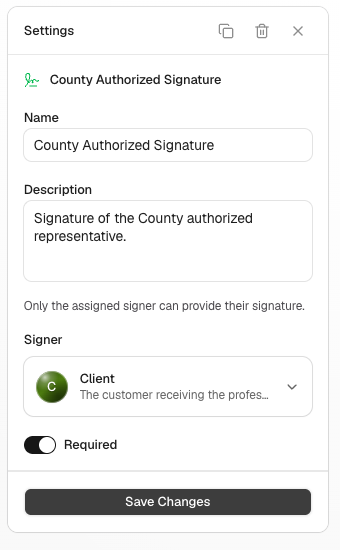 Settings
County Authorized Signature
Name
County Authorized Signature
Description
Signature of the County authorized
representative.
Only the assigned signer can provide their signature.
Signer
C
Client
The customer receiving the profes...
Required
Save Changes